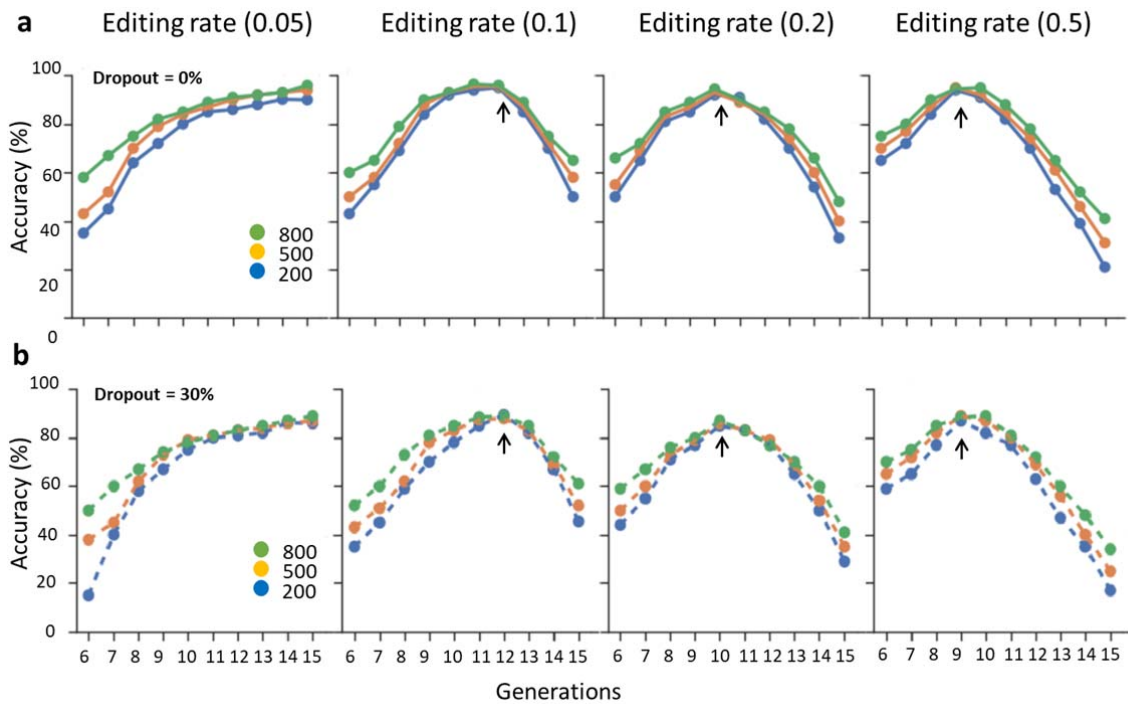 a
Editing rate (0.05) Editing rate (0.1) Editing rate (0.2) Editing rate (0.5)
Dropout = 0%
Accuracy (%)
100
80
60
40
20
0
800
500
200
b
Dropout = 30%
Accuracy (%)
100
80
60
40
20
0
800
500
200
6 7 8 9 10 11 12 13 14 15 6 7 8 9 10 11 12 13 14 15 6 7 8 9 10 11 12 13 14 15 6 7 8 9 10 11 12 13 14 15
Generations